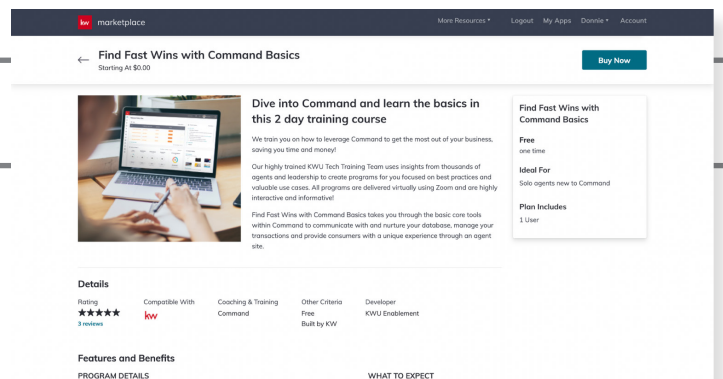 kw marketplace
More Resources Logout My Apps Donnie Account
Find Fast Wins with Command Basics
Starting At $0.00
Buy Now
Dive into Command and learn the basics in
this 2 day training course
We train you on how to leverage Command to get the most out of your business,
saving you time and money!
Our highly trained KWU Tech Training Team uses insights from thousands of
agents and leadership to create programs for you focused on best practices and
valuable use cases. All programs are delivered virtually using Zoom and are highly
interactive and informative!
Find Fast Wins with Command Basics takes you through the basic core tools
within Command to communicate with and nurture your database, manage your
transactions and provide consumers with a unique experience through an agent
site.
Find Fast Wins with
Command Basics
Free
one time
Ideal For
Solo agents new to Command
Plan Includes
1 User
Details
Rating Compatible With Coaching & Training Other Criteria Developer
★★★★★ kw Command Free KWU Enablement
3 reviews Built by KW
Features and Benefits
PROGRAM DETAILS WHAT TO EXPECT